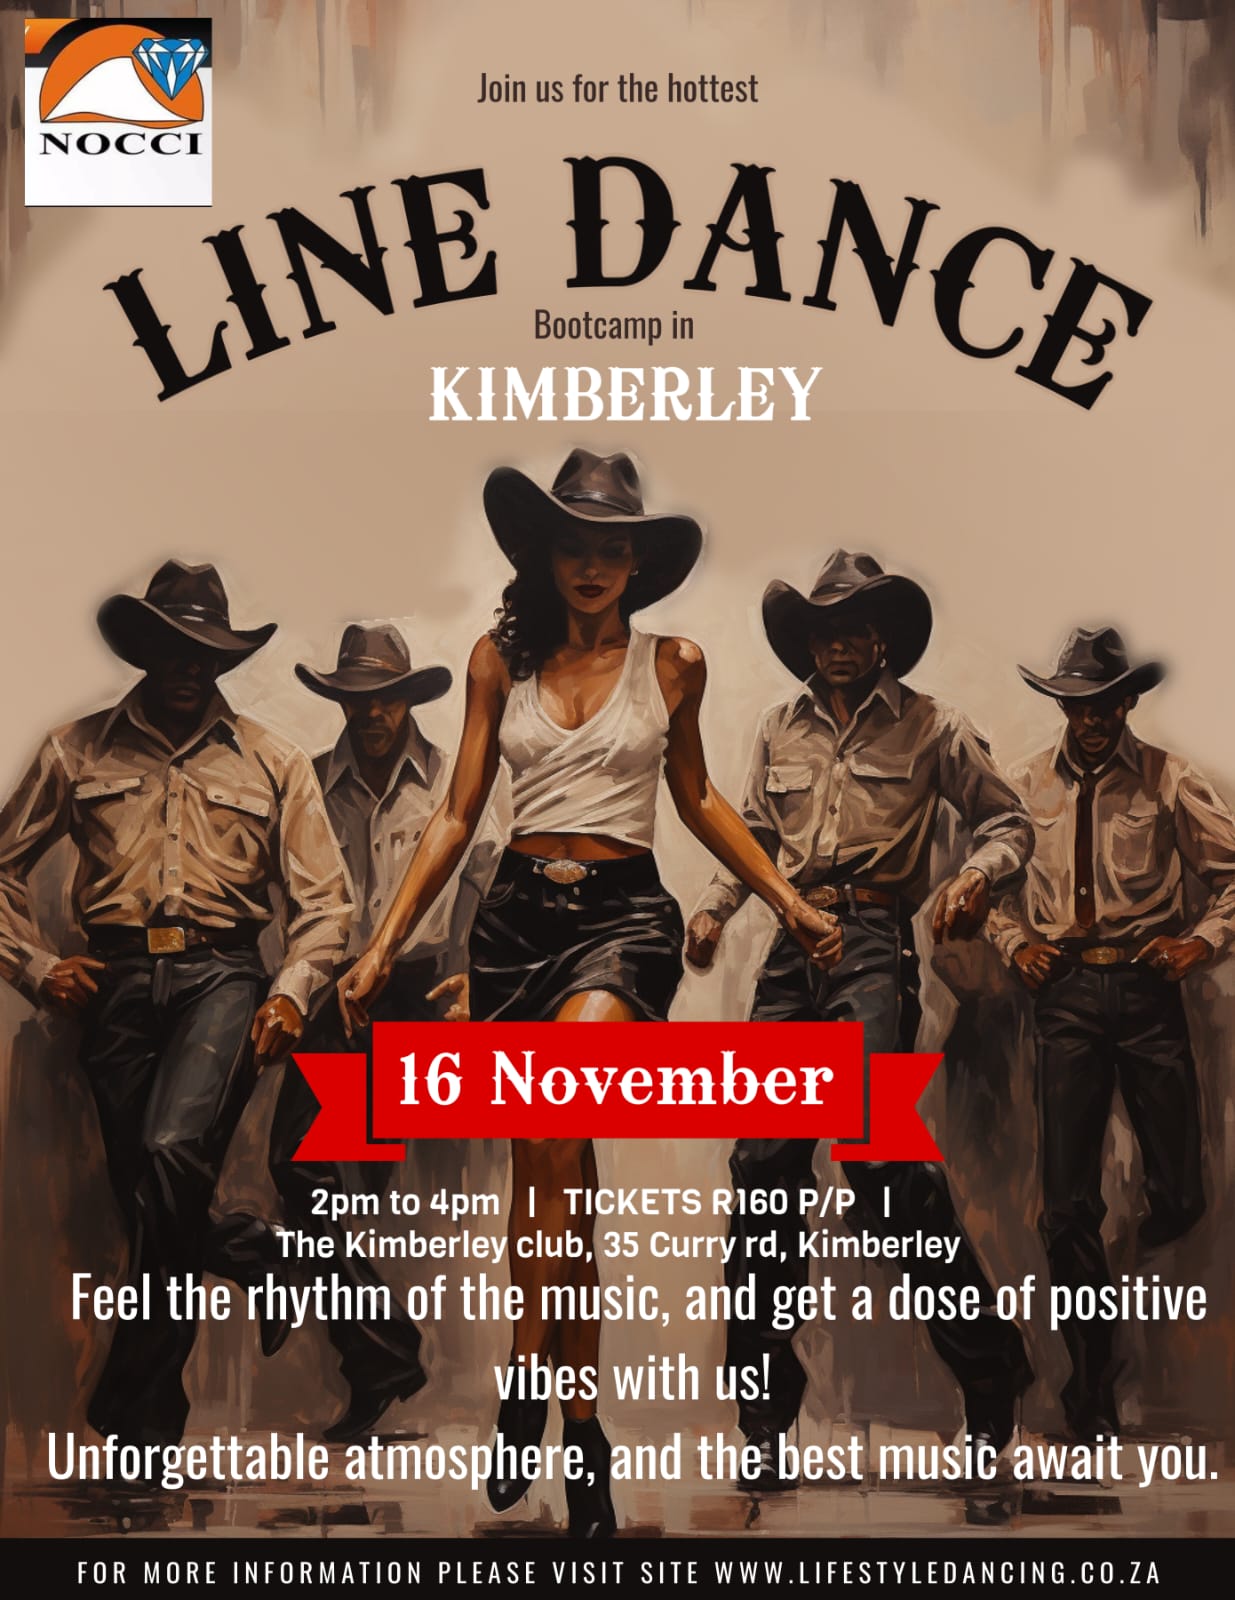 NOCCI
Join us for the hottest
LINE DANCE
Bootcamp in
KIMBERLEY
16 November
2pm to 4pm | TICKETS R160 P/P |
The Kimberley club, 35 Curry rd, Kimberley
Feel the rhythm of the music, and get a dose of positive
vibes with us!
Unforgettable atmosphere, and the best music await you.
FOR MORE INFORMATION PLEASE VISIT SITE WWW.LIFESTYLEDANCING.CO.ZA